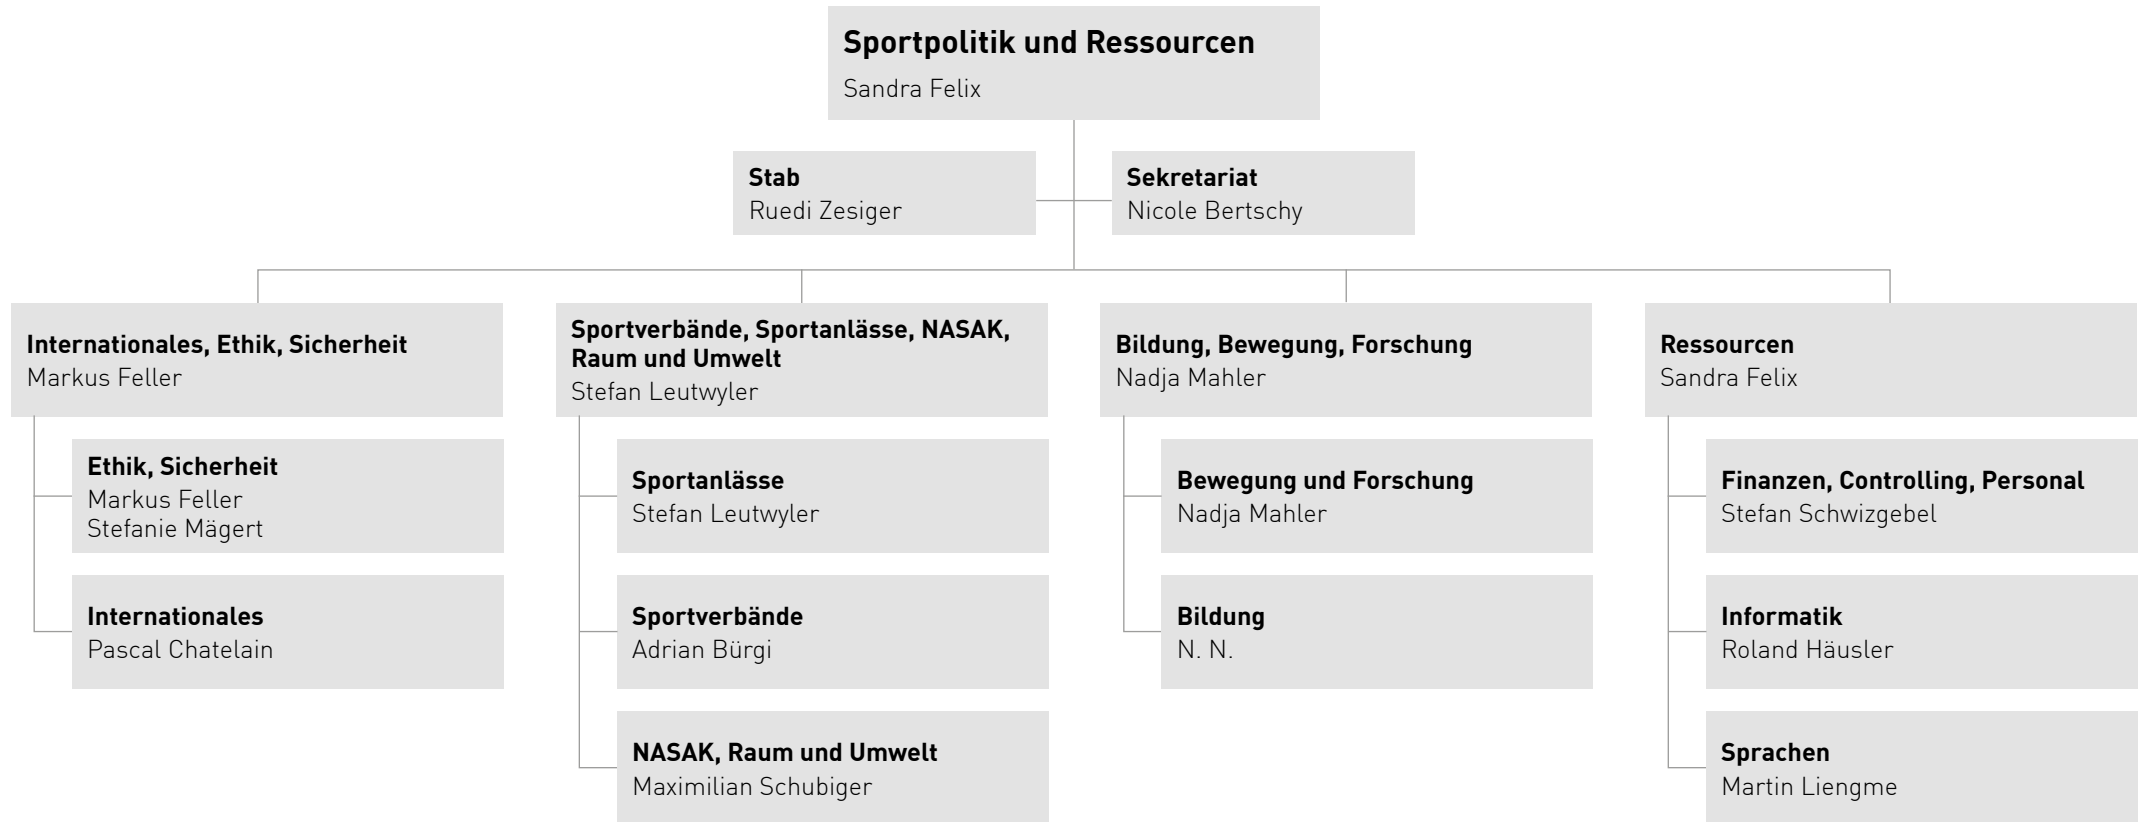 Sportpolitik und Ressourcen
Sandra Felix
Stab
Ruedi Zesiger
Sekretariat
Nicole Bertschy
Internationales, Ethik, Sicherheit
Markus Feller
Ethik, Sicherheit
Markus Feller
Stefanie Mägert
Internationales
Pascal Chatelain
Sportverbände, Sportanlässe, NASAK,
Raum und Umwelt
Stefan Leutwyler
Sportanlässe
Stefan Leutwyler
Sportverbände
Adrian Bürgi
NASAK, Raum und Umwelt
Maximilian Schubiger
Bildung, Bewegung, Forschung
Nadja Mahler
Bewegung und Forschung
Nadja Mahler
Bildung
N. N.
Ressourcen
Sandra Felix
Finanzen, Controlling, Personal
Stefan Schwizgebel
Informatik
Roland Häusler
Sprachen
Martin Liengme